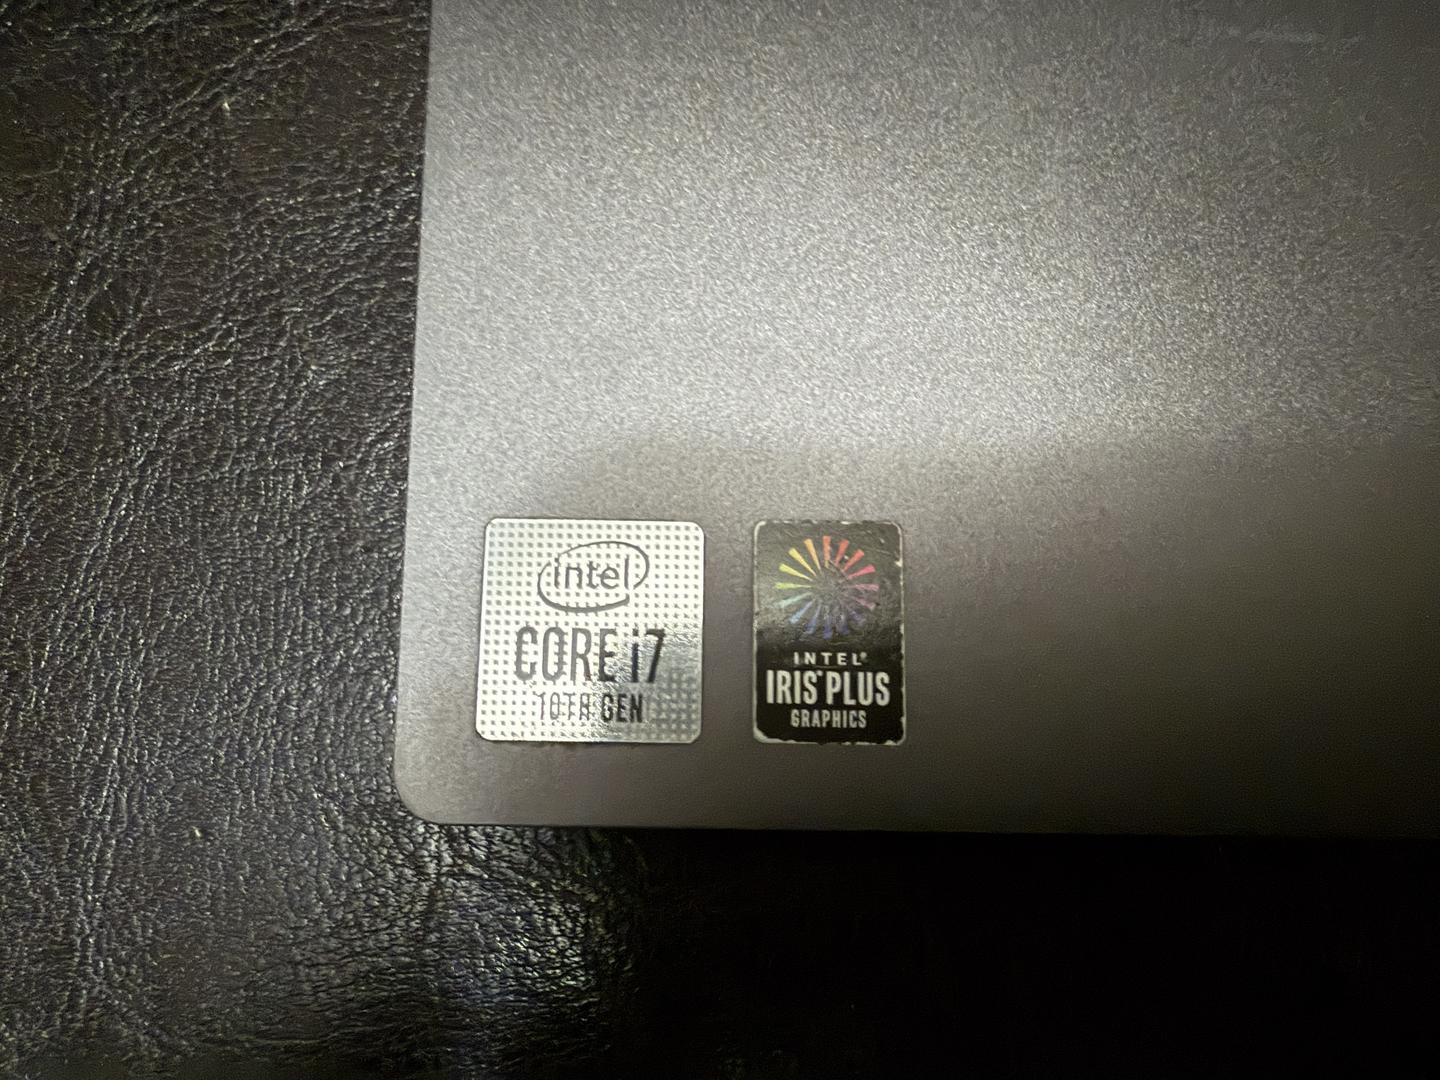 intel
CORE i7
10TH GEN
INTEL®
IRIS® PLUS
GRAPHICS